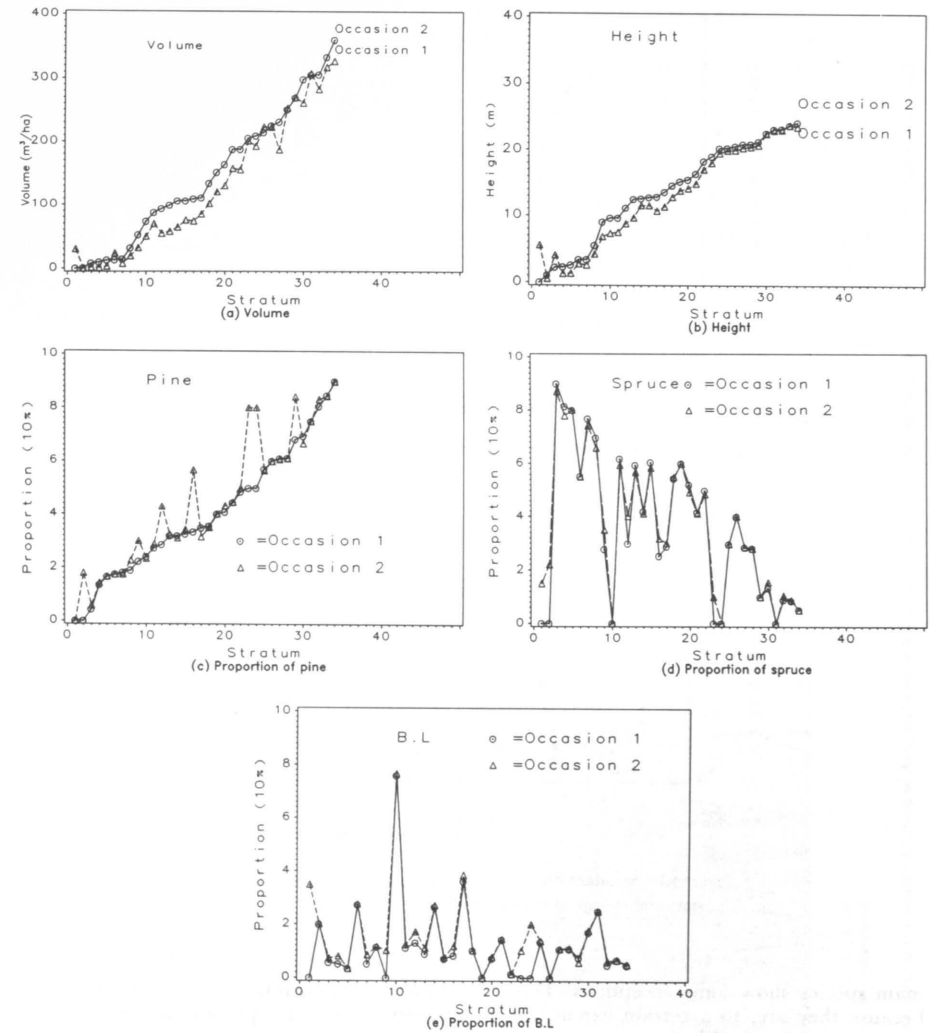 400
300
200
100
0
Volume (m³/ha)
Volume
Occasion 2
Occasion 1
0 10 20 30 40
Stratum
(a) Volume
40
30
20
10
0
Height (m)
Height
Occasion 2
Occasion 1
0 10 20 30 40
Stratum
(b) Height
10
8
6
4
2
0
Proportion (10%)
Pine
=Occasion 1
=Occasion 2
0 10 20 30 40
Stratum
(c) Proportion of pine
10
8
6
4
2
0
Proportion (10%)
Spruce =Occasion 1
=Occasion 2
0 10 20 30 40
Stratum
(d) Proportion of spruce
10
8
6
4
2
0
Proportion (10%)
B.L =Occasion 1
=Occasion 2
0 10 20 30 40
Stratum
(e) Proportion of B.L